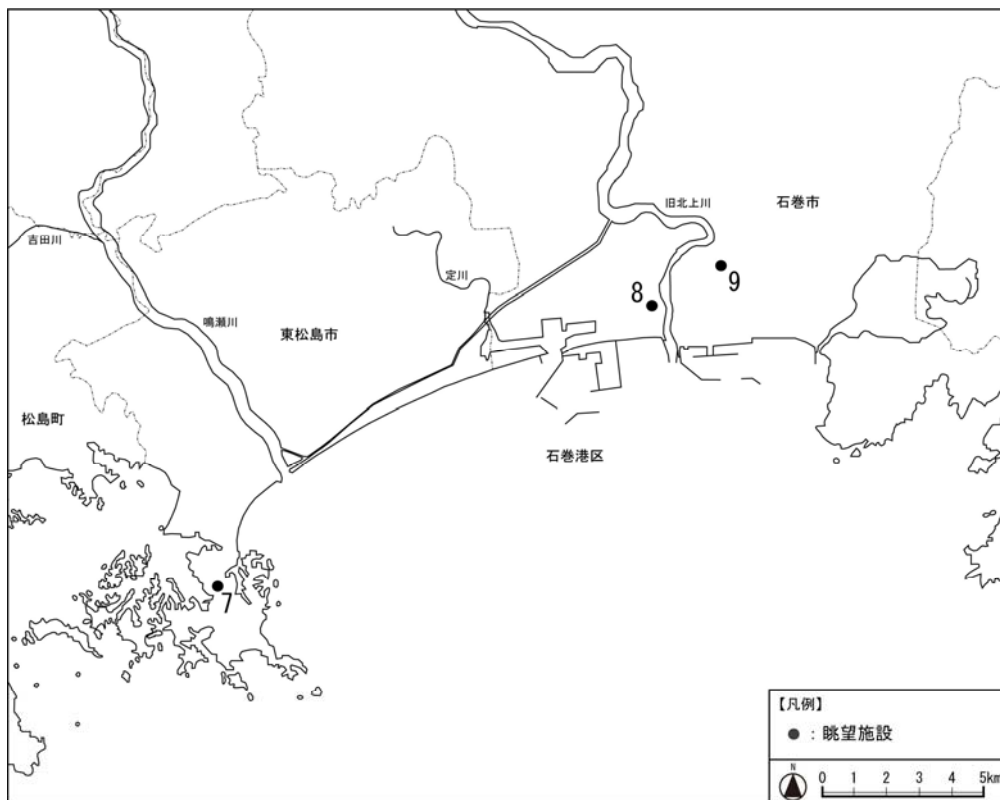 旧北上川
石巻市
吉田川
9
定川
8
鳴瀬川
東松島市
松島町
石巻港区
7
【凡例】
● : 眺望施設
N
0 1 2 3 4 5km